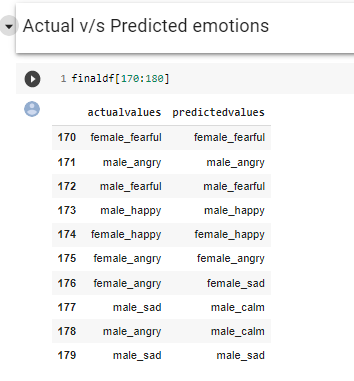 Actual v/s Predicted emotions
1 finaldf[170:180]
actualvalues predictedvalues
170 female_fearful female_fearful
171 male_angry male_angry
172 male_fearful male_fearful
173 male_happy male_happy
174 female_happy female_happy
175 female_angry female_angry
176 female_angry female_sad
177 male_sad male_calm
178 male_angry male_calm
179 male_sad male_sad